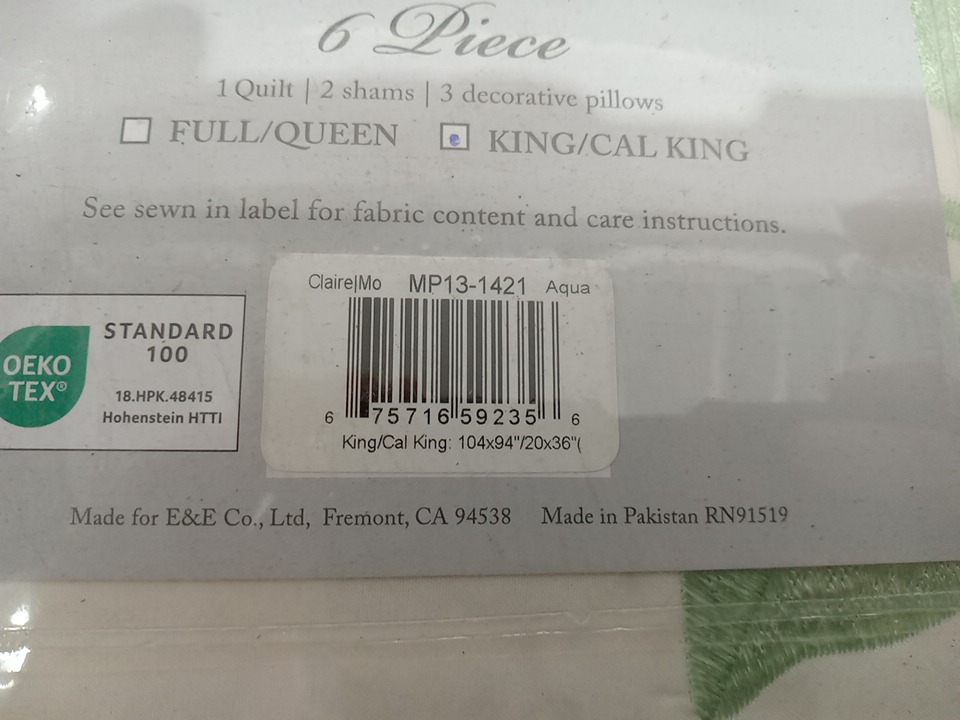 6 Piece
1 Quilt | 2 shams | 3 decorative pillows
FULL/QUEEN KING/CAL KING
See sewn in label for fabric content and care instructions.
Claire|Mo MP13-1421 Aqua
6 75716 59235 6
King/Cal King: 104x94"/20x36"(
OEKO
TEX®
STANDARD
100
18.HPK.48415
Hohenstein HTTI
Made for E&E Co., Ltd, Fremont, CA 94538 Made in Pakistan RN91519